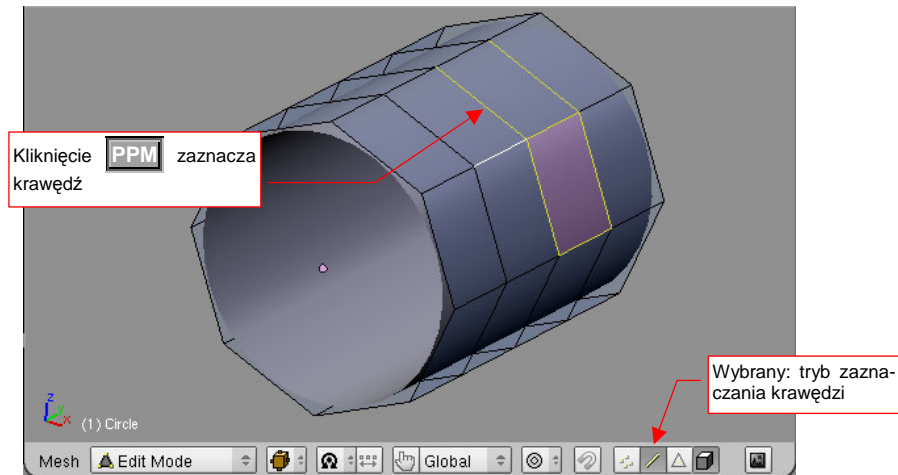 Kliknięcie PPM zaznacza
krawędź
Wybrany: tryb zazna-
czania krawędzi
z
y
x
(1) Circle
Mesh
Edit Mode
Global